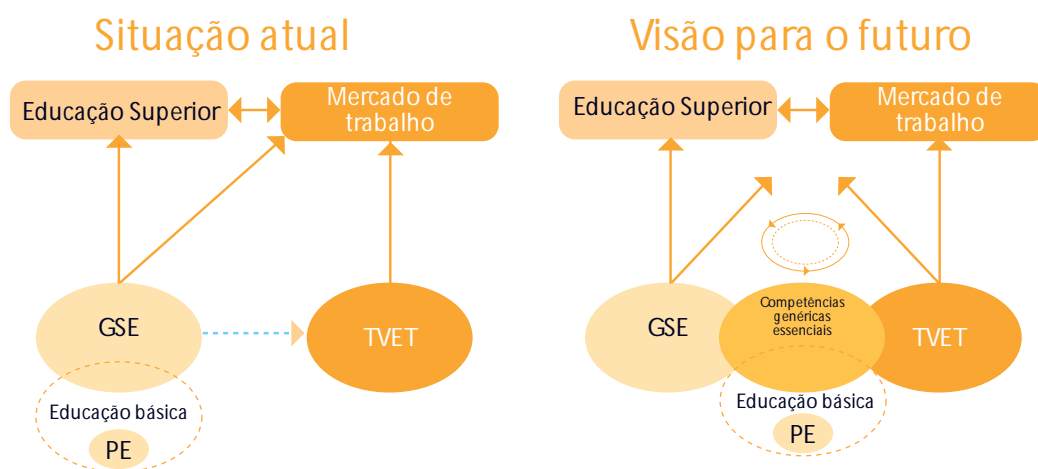 Situação atual
Educação Superior
Mercado de
trabalho
GSE
TVET
Educação básica
PE
Visão para o futuro
Educação Superior
Mercado de
trabalho
GSE
Competências
genéricas
essenciais
TVET
Educação básica
PE